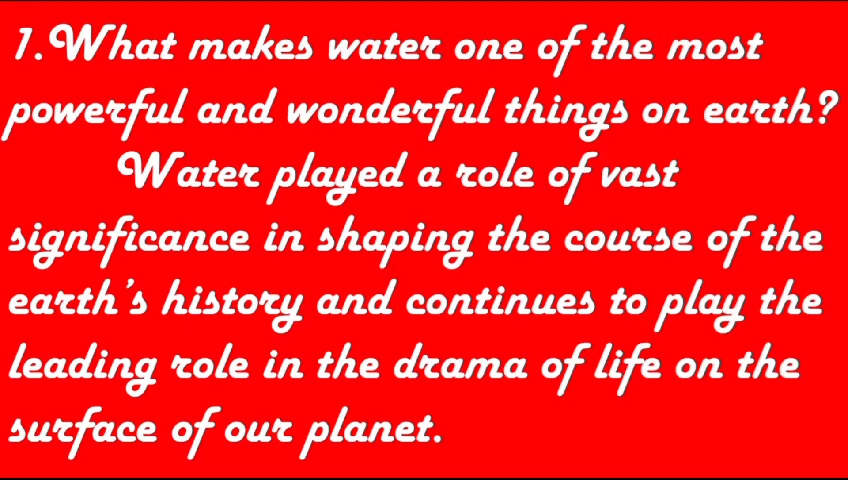 1.What makes water one of the most
powerful and wonderful things on earth?
Water played a role of vast
significance in shaping the course of the
earth's history and continues to play the
leading role in the drama of life on the
surface of our planet.